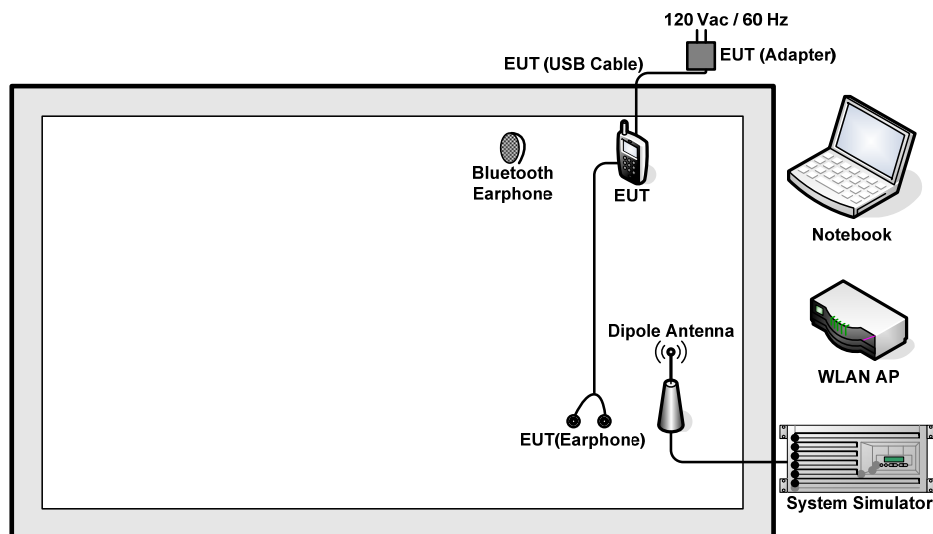 120 Vac / 60 Hz
EUT (Adapter)
EUT (USB Cable)
Bluetooth
Earphone
EUT
Notebook
Dipole Antenna
WLAN AP
EUT(Earphone)
System Simulator